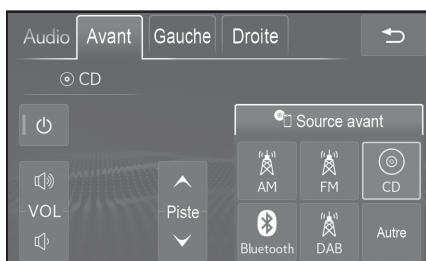 Audio Avant Gauche Droite
CD
Source avant
AM FM CD
VOL Piste
Bluetooth DAB Autre